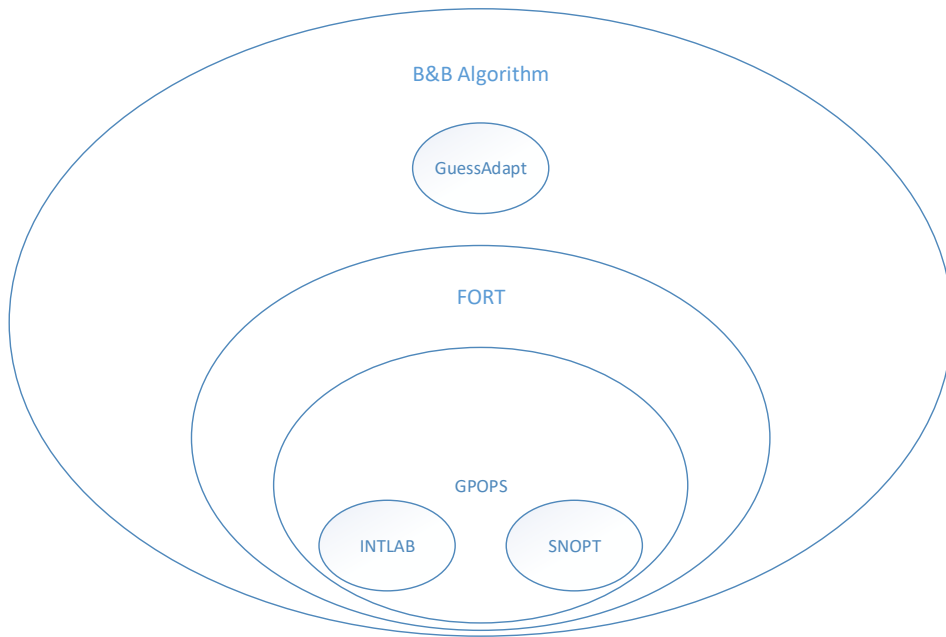 B&B Algorithm
GuessAdapt
FORT
GPOPS
INTLAB
SNOPT